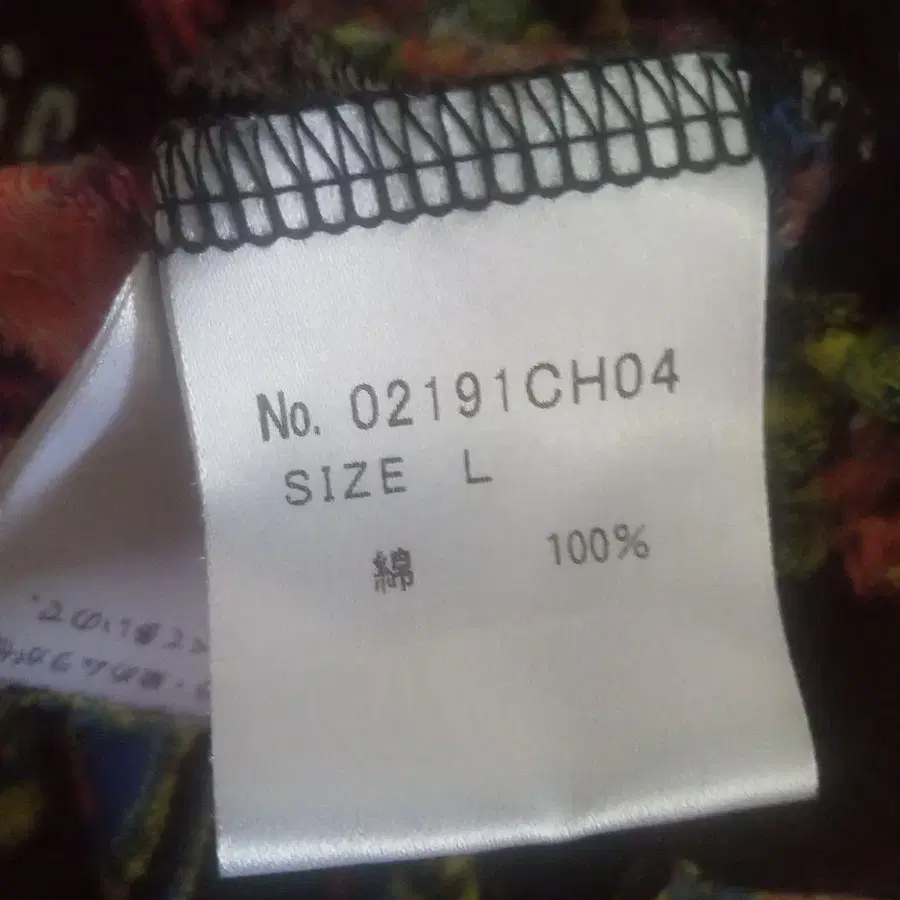 No. 02191CH04
SIZE L
綿 100%